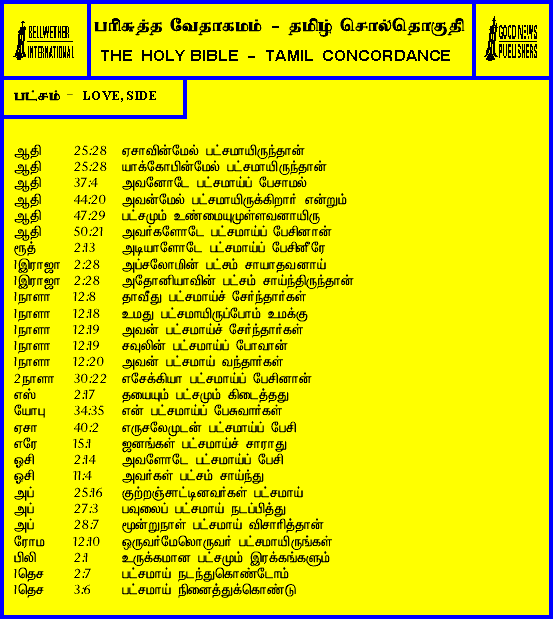 BELLWETHER
INTERNATIONAL
பரிசுத்த வேதாகமம் - தமிழ் சொல்தொகுதி
THE HOLY BIBLE - TAMIL CONCORDANCE
GOOD NEWS
PUBLISHERS
பட்சம் - LOVE, SIDE
ஆதி 25:28 ஏசாவின்மேல் பட்சமாயிருந்தான்
ஆதி 25:28 யாக்கோபின்மேல் பட்சமாயிருந்தான்
ஆதி 37:4 அவனோடே பட்சமாய்ப் பேசாமல்
ஆதி 44:20 அவன்மேல் பட்சமாயிருக்கிறார் என்றும்
ஆதி 47:29 பட்சமும் உண்மையுமுள்ளவனாயிரு
ஆதி 50:21 அவர்களோடே பட்சமாய்ப் பேசினான்
ரூத் 2:13 அடியாளோடே பட்சமாய்ப் பேசினீரே
1இராஜா 2:28 அப்சலோமின் பட்சம் சாயாதவனாய்
1இராஜா 2:28 அதோனியாவின் பட்சம் சாய்ந்திருந்தான்
1நாளா 12:8 தாவீது பட்சமாய்ச் சேர்ந்தார்கள்
1நாளா 12:18 உமது பட்சமாயிருப்போம் உமக்கு
1நாளா 12:19 அவன் பட்சமாய்ச் சேர்ந்தார்கள்
1நாளா 12:19 சவுலின் பட்சமாய்ப் போவான்
1நாளா 12:20 அவன் பட்சமாய் வந்தார்கள்
2நாளா 30:22 எசேக்கியா பட்சமாய்ப் பேசினான்
எஸ் 2:17 தயையும் பட்சமும் கிடைத்தது
யோபு 34:35 என் பட்சமாய்ப் பேசுவார்கள்
ஏசா 40:2 எருசலேமுடன் பட்சமாய்ப் பேசி
எரே 15:1 ஜனங்கள் பட்சமாய்ச் சாராது
ஓசி 2:14 அவளோடே பட்சமாய்ப் பேசி
ஓசி 11:4 அவர்கள் பட்சம் சாய்ந்து
அப் 25:16 குற்றஞ்சாட்டினவர்கள் பட்சமாய்
அப் 27:3 பவுலைப் பட்சமாய் நடப்பித்து
அப் 28:7 மூன்றுநாள் பட்சமாய் விசாரித்தான்
ரோம 12:10 ஒருவர்மேலொருவர் பட்சமாயிருங்கள்
பிலி 2:1 உருக்கமான பட்சமும் இரக்கங்களும்
1தெச 2:7 பட்சமாய் நடந்துகொண்டோம்
1தெச 3:6 பட்சமாய் நினைத்துக்கொண்டு